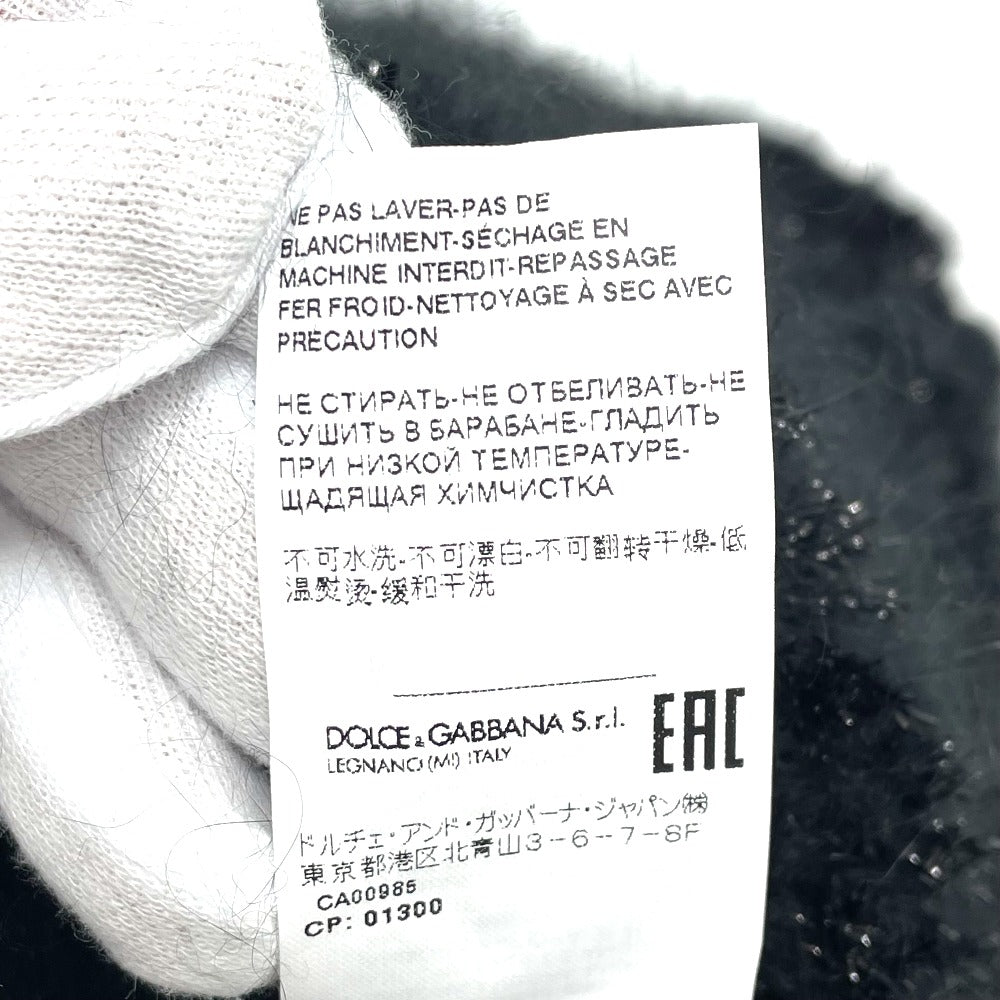 NE PAS LAVER-PAS DE
BLANCHIMENT-SÉCHAGE EN
MACHINE INTERDIT-REPASSAGE
FER FROID-NETTOYAGE À SEC AVEC
PRÉCAUTION
НЕ СТИРАТЬ-НЕ ОТБЕЛИВАТЬ-НЕ
СУШИТЬ В БАРАБАНЕ-ГЛАДИТЬ
ПРИ НИЗКОЙ ТЕМПЕРАТУРЕ-
ЩАДЯЩАЯ ХИМЧИСТКА
不可水洗-不可漂白-不可翻转干燥-低
温熨烫-缓和干洗
DOLCE & GABBANA S.r.l.
LEGNANO (MI) ITALY
EAC
ドルチェ・アンド・ガッバーナ・ジャパン㈱
東京都港区北青山3-6-7-8F
CA00985
CP: 01300